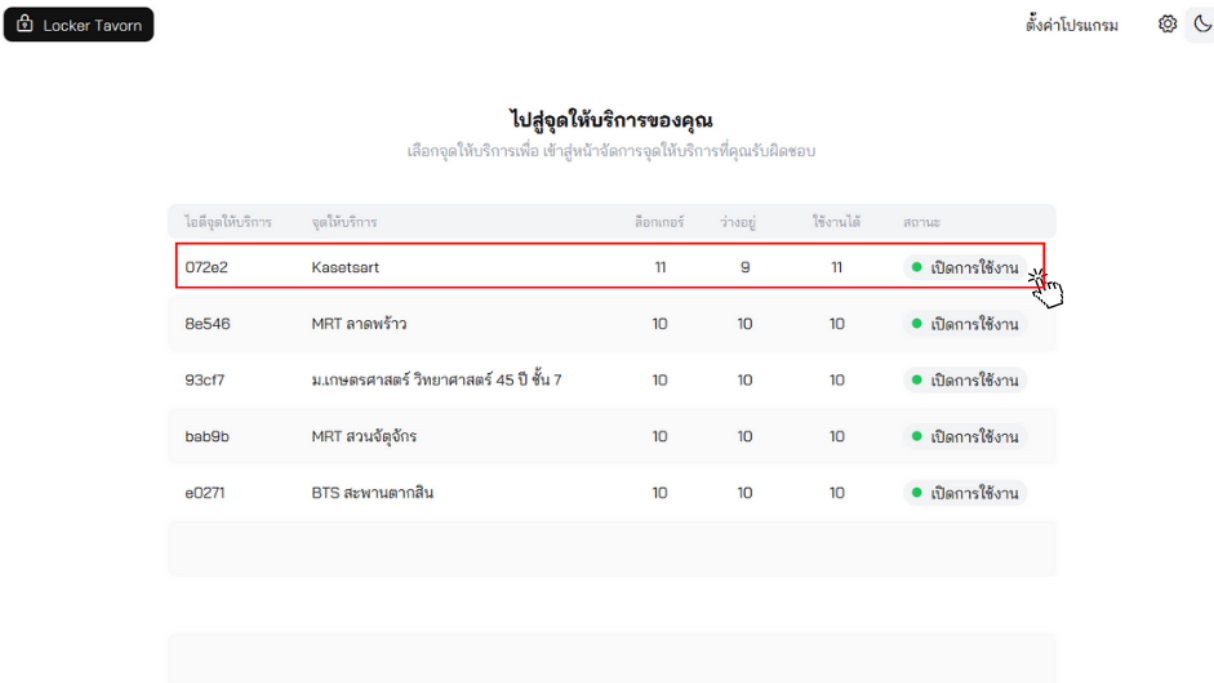 Locker Tavorn ตั้งค่าโปรแกรม
ไปสู่จุดให้บริการของคุณ
เลือกจุดให้บริการเพื่อ เข้าสู่หน้าจัดการจุดให้บริการที่คุณรับผิดชอบ
ไอดีจุดให้บริการ จุดให้บริการ ล็อกเกอร์ ว่างอยู่ ใช้งานได้ สถานะ
072e2 Kasetsart 11 9 11 เปิดการใช้งาน
8e546 MRT ลาดพร้าว 10 10 10 เปิดการใช้งาน
93cf7 ม.เกษตรศาสตร์ วิทยาศาสตร์ 45 ปี ชั้น 7 10 10 10 เปิดการใช้งาน
bab9b MRT สวนจัตุจักร 10 10 10 เปิดการใช้งาน
e0271 BTS สะพานตากสิน 10 10 10 เปิดการใช้งาน